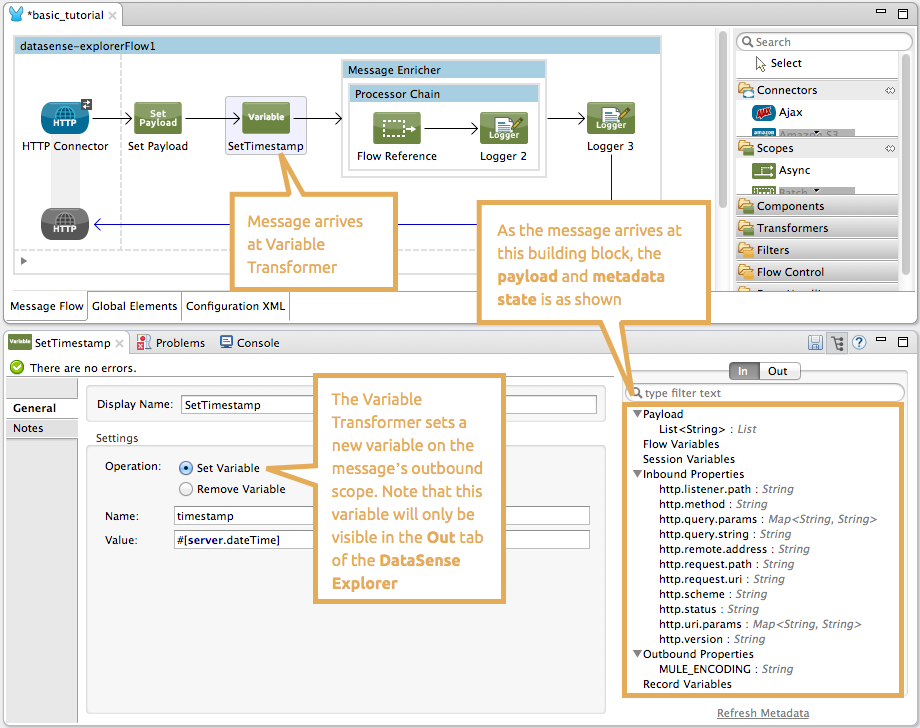 *basic_tutorial
datasense-explorerFlow1
Search
Select
Connectors
Ajax
Amazon S3
Scopes
Async
Batch
Components
Transformers
Filters
Flow Control
Message Enricher
Processor Chain
HTTP
Set Payload
Variable
Logger
Logger
HTTP Connector
Set Payload
SetTimestamp
Flow Reference
Logger 2
Logger 3
HTTP
Message arrives
at Variable
Transformer
As the message arrives at
this building block, the
payload and metadata
state is as shown
Message Flow
Global Elements
Configuration XML
Variable
SetTimestamp
Problems
Console
There are no errors.
General
Notes
Display Name:
SetTimestamp
Settings
Operation:
Set Variable
Remove Variable
Name:
timestamp
Value:
#[server.dateTime]
The Variable
Transformer sets a
new variable on the
message's outbound
scope. Note that this
variable will only be
visible in the Out tab
of the DataSense
Explorer
In
Out
type filter text
Payload
List<String> : List
Flow Variables
Session Variables
Inbound Properties
http.listener.path : String
http.method : String
http.query.params : Map<String, String>
http.query.string : String
http.remote.address : String
http.request.path : String
http.request.uri : String
http.scheme : String
http.status : String
http.uri.params : Map<String, String>
http.version : String
Outbound Properties
MULE_ENCODING : String
Record Variables
Refresh Metadata